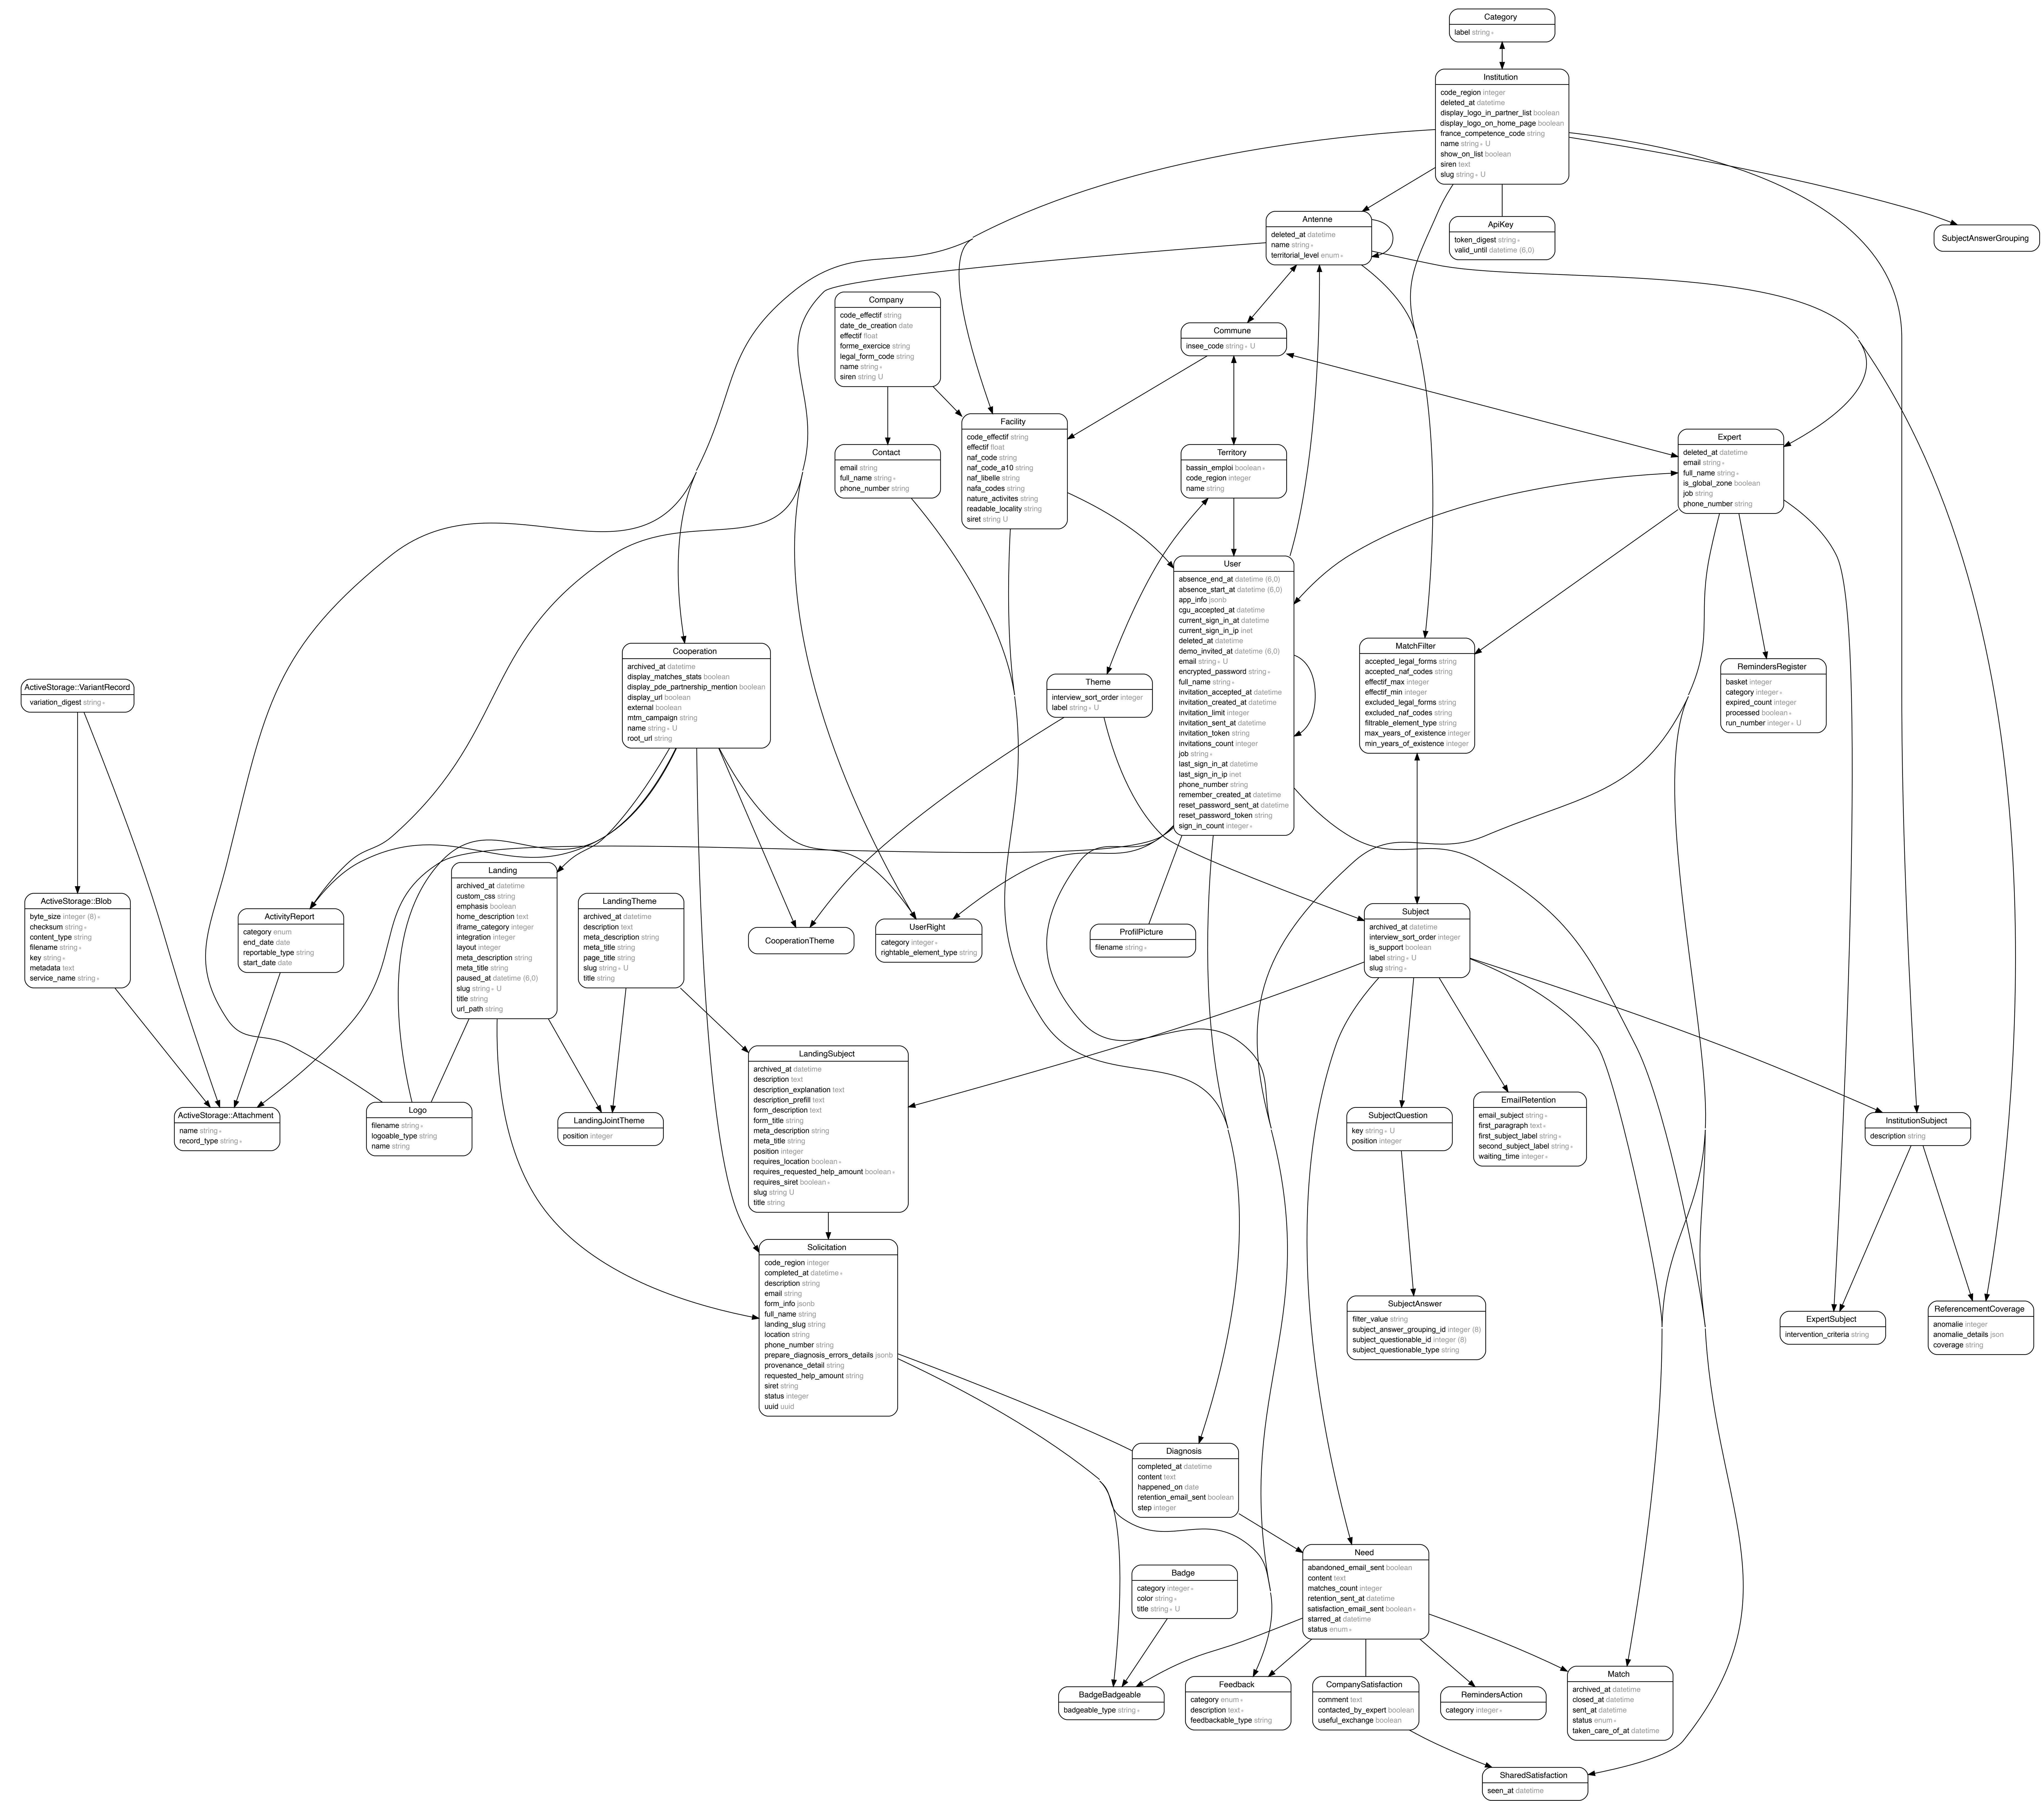 Category
label string ∗
Institution
code_region integer
deleted_at datetime
display_logo_in_partner_list boolean
display_logo_on_home_page boolean
france_competence_code string
name string ∗ U
show_on_list boolean
siren text
slug string ∗ U
Antenne
deleted_at datetime
name string ∗
territorial_level enum ∗
ApiKey
token_digest string ∗
valid_until datetime (6,0)
SubjectAnswerGrouping
Company
code_effectif string
date_de_creation date
effectif float
forme_exercice string
legal_form_code string
name string ∗
siren string U
Commune
insee_code string ∗ U
Facility
code_effectif string
effectif float
naf_code string
naf_code_a10 string
naf_libelle string
nafa_codes string
nature_activites string
readable_locality string
siret string U
Contact
email string
full_name string ∗
phone_number string
Territory
bassin_emploi boolean ∗
code_region integer
name string
Expert
deleted_at datetime
email string ∗
full_name string ∗
is_global_zone boolean
job string
phone_number string
User
absence_end_at datetime (6,0)
absence_start_at datetime (6,0)
app_info jsonb
cgu_accepted_at datetime
current_sign_in_at datetime
current_sign_in_ip inet
deleted_at datetime
demo_invited_at datetime (6,0)
email string ∗ U
encrypted_password string ∗
full_name string ∗
invitation_accepted_at datetime
invitation_created_at datetime
invitation_limit integer
invitation_sent_at datetime
invitation_token string
invitations_count integer
job string ∗
last_sign_in_at datetime
last_sign_in_ip inet
phone_number string
remember_created_at datetime
reset_password_sent_at datetime
reset_password_token string
sign_in_count integer ∗
Cooperation
archived_at datetime
display_matches_stats boolean
display_pde_partnership_mention boolean
display_url boolean
external boolean
mtm_campaign string
name string ∗ U
root_url string
MatchFilter
accepted_legal_forms string
accepted_naf_codes string
effectif_max integer
effectif_min integer
excluded_legal_forms string
excluded_naf_codes string
filtrable_element_type string
max_years_of_existence integer
min_years_of_existence integer
RemindersRegister
basket integer
category integer ∗
expired_count integer
processed boolean ∗
run_number integer ∗ U
Theme
interview_sort_order integer
label string ∗ U
ActiveStorage::VariantRecord
variation_digest string ∗
ActiveStorage::Blob
byte_size integer (8) ∗
checksum string ∗
content_type string
filename string ∗
key string ∗
metadata text
service_name string ∗
ActivityReport
category enum
end_date date
reportable_type string
start_date date
Landing
archived_at datetime
custom_css string
emphasis boolean
home_description text
iframe_category integer
integration integer
layout integer
meta_description string
meta_title string
paused_at datetime (6,0)
slug string ∗ U
title string
url_path string
LandingTheme
archived_at datetime
description text
meta_description string
meta_title string
page_title string
slug string ∗ U
title string
CooperationTheme
UserRight
category integer ∗
rightable_element_type string
ProfilPicture
filename string ∗
Subject
archived_at datetime
interview_sort_order integer
is_support boolean
label string ∗ U
slug string ∗
ActiveStorage::Attachment
name string ∗
record_type string ∗
Logo
filename string ∗
logoable_type string
name string
LandingJointTheme
position integer
LandingSubject
archived_at datetime
description text
description_explanation text
description_prefill text
form_description text
form_title string
meta_description string
meta_title string
position integer
requires_location boolean ∗
requires_requested_help_amount boolean ∗
requires_siret boolean ∗
slug string U
title string
SubjectQuestion
key string ∗ U
position integer
EmailRetention
email_subject string ∗
first_paragraph text ∗
first_subject_label string ∗
second_subject_label string ∗
waiting_time integer ∗
InstitutionSubject
description string
Solicitation
code_region integer
completed_at datetime ∗
description string
email string
form_info jsonb
full_name string
landing_slug string
location string
phone_number string
prepare_diagnosis_errors_details jsonb
provenance_detail string
requested_help_amount string
siret string
status integer
uuid uuid
SubjectAnswer
filter_value string
subject_answer_grouping_id integer (8)
subject_questionable_id integer (8)
subject_questionable_type string
ExpertSubject
intervention_criteria string
ReferencementCoverage
anomalie integer
anomalie_details json
coverage string
Diagnosis
completed_at datetime
content text
happened_on date
retention_email_sent boolean
step integer
Need
abandoned_email_sent boolean
content text
matches_count integer
retention_sent_at datetime
satisfaction_email_sent boolean ∗
starred_at datetime
status enum ∗
Badge
category integer ∗
color string ∗
title string ∗ U
BadgeBadgeable
badgeable_type string ∗
Feedback
category enum ∗
description text ∗
feedbackable_type string
CompanySatisfaction
comment text
contacted_by_expert boolean
useful_exchange boolean
RemindersAction
category integer ∗
Match
archived_at datetime
closed_at datetime
sent_at datetime
status enum ∗
taken_care_of_at datetime
SharedSatisfaction
seen_at datetime